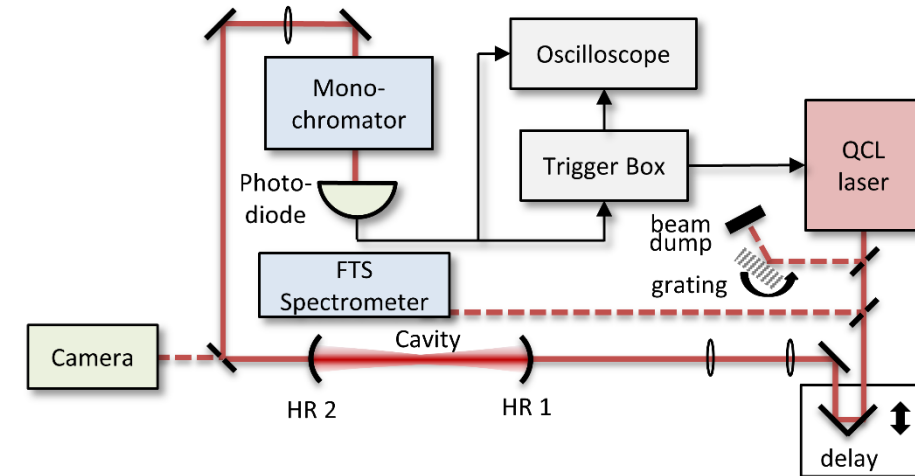 Oscilloscope
Mono-
chromator
QCL
laser
Trigger Box
Photo-
diode
beam
dump
FTS
Spectrometer
grating
Cavity
Camera
HR 2
HR 1
delay